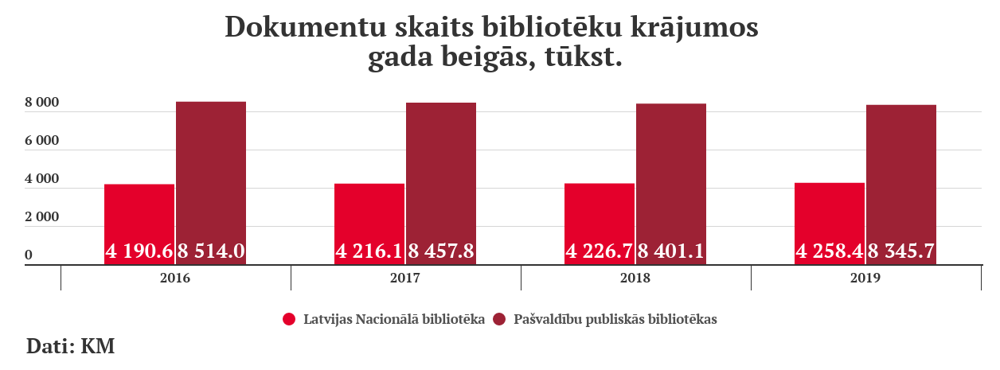 Dokumentu skaits bibliotēku krājumos
gada beigās, tūkst.
8 000
6 000
4 000
2 000
0
4 190.6 8 514.0 4 216.1 8 457.8 4 226.7 8 401.1 4 258.4 8 345.7
2016 2017 2018 2019
Latvijas Nacionālā bibliotēka Pašvaldību publiskās bibliotēkas
Dati: KM